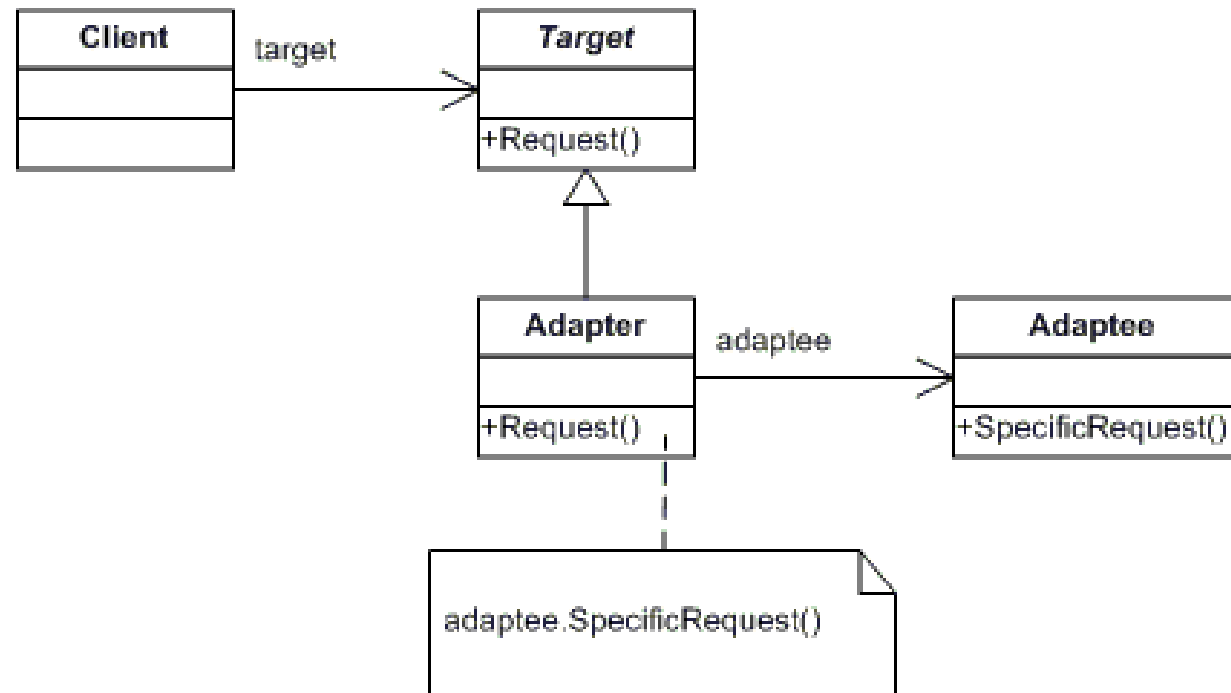 Client
target
Target
+Request()
Adapter
adaptee
Adaptee
+Request()
+SpecificRequest()
adaptee.SpecificRequest()